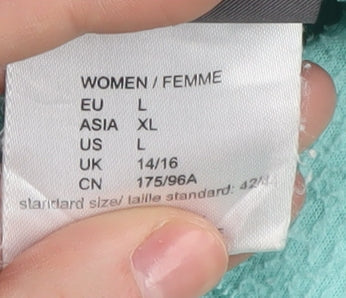 WOMEN / FEMME
EU L
ASIA XL
US L
UK 14/16
CN 175/96A
standard size/ taille standard: 42/